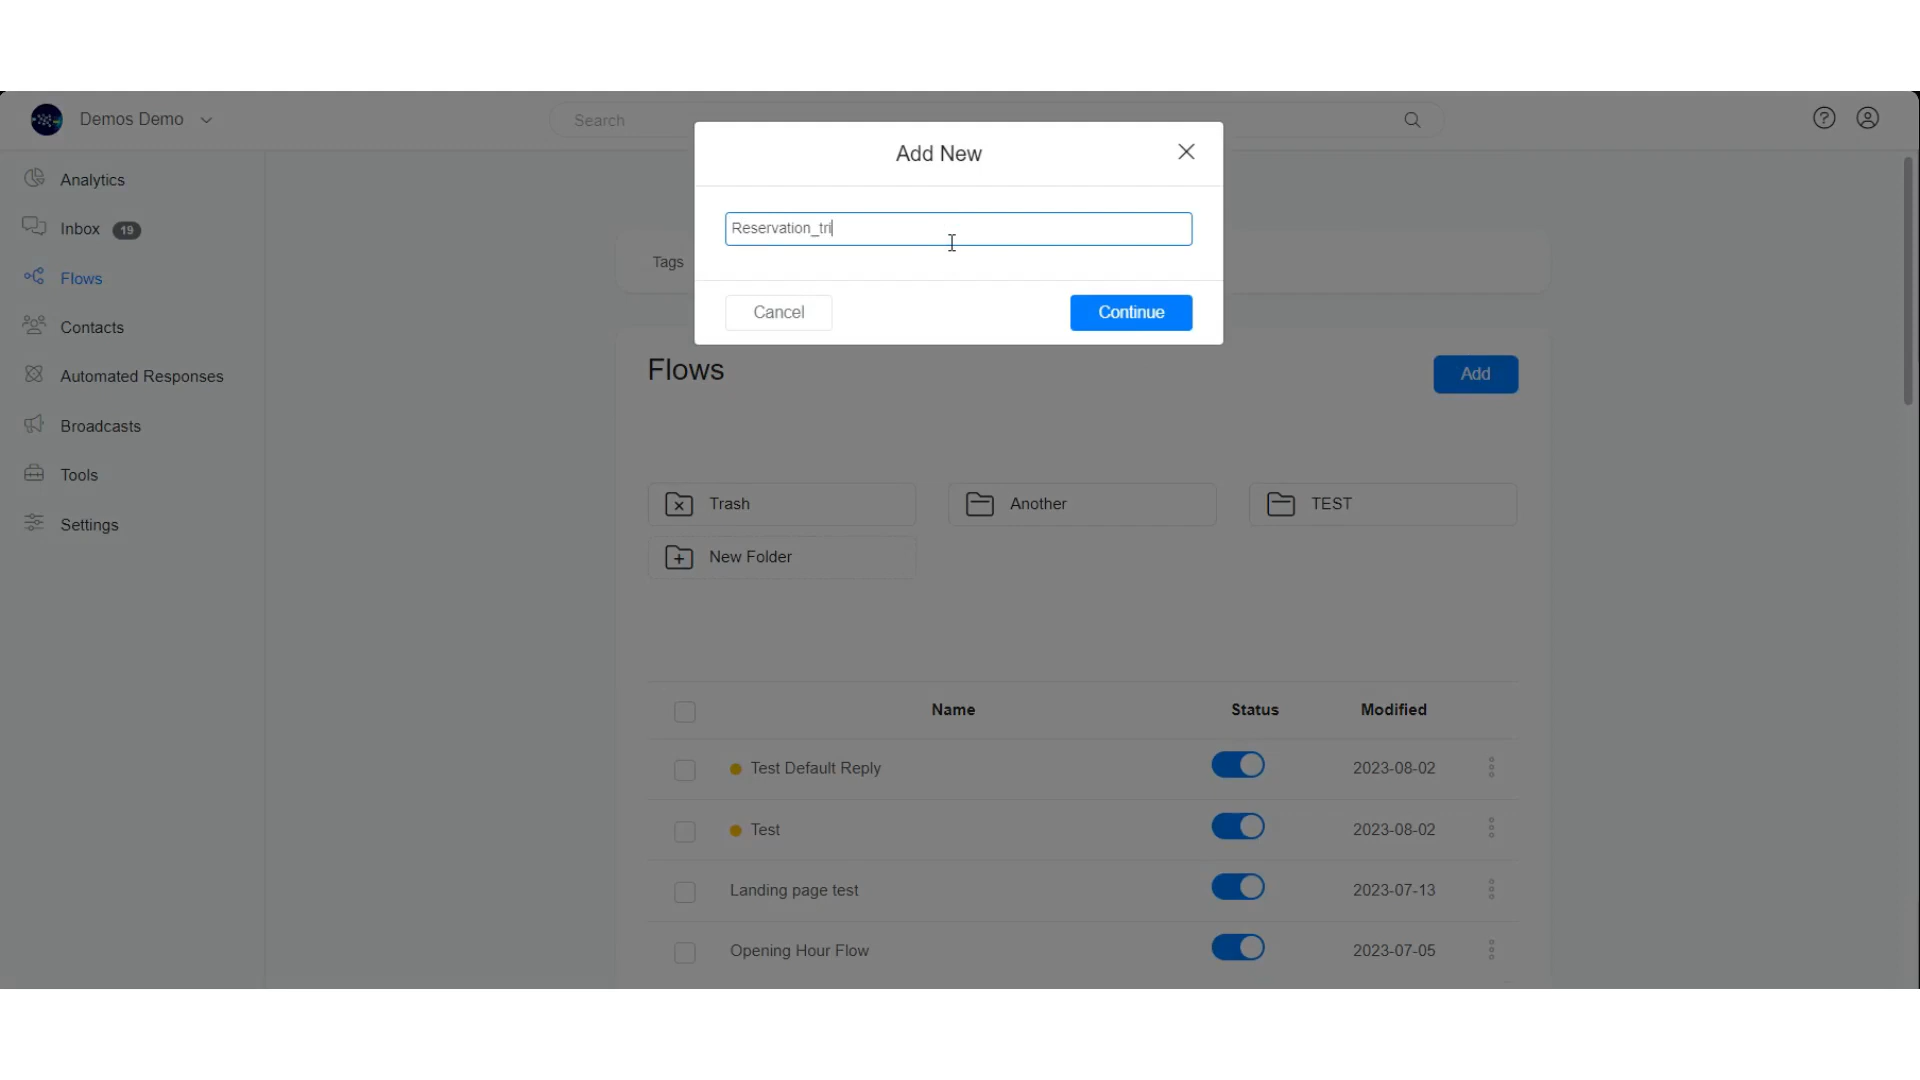 Demos Demo
Search
Add New
Reservation_tri
Cancel
Continue
Analytics
Inbox 19
Flows
Contacts
Automated Responses
Broadcasts
Tools
Settings
Tags
Flows
Add
Trash
Another
TEST
New Folder
Name Status Modified
Test Default Reply 2023-08-02
Test 2023-08-02
Landing page test 2023-07-13
Opening Hour Flow 2023-07-05